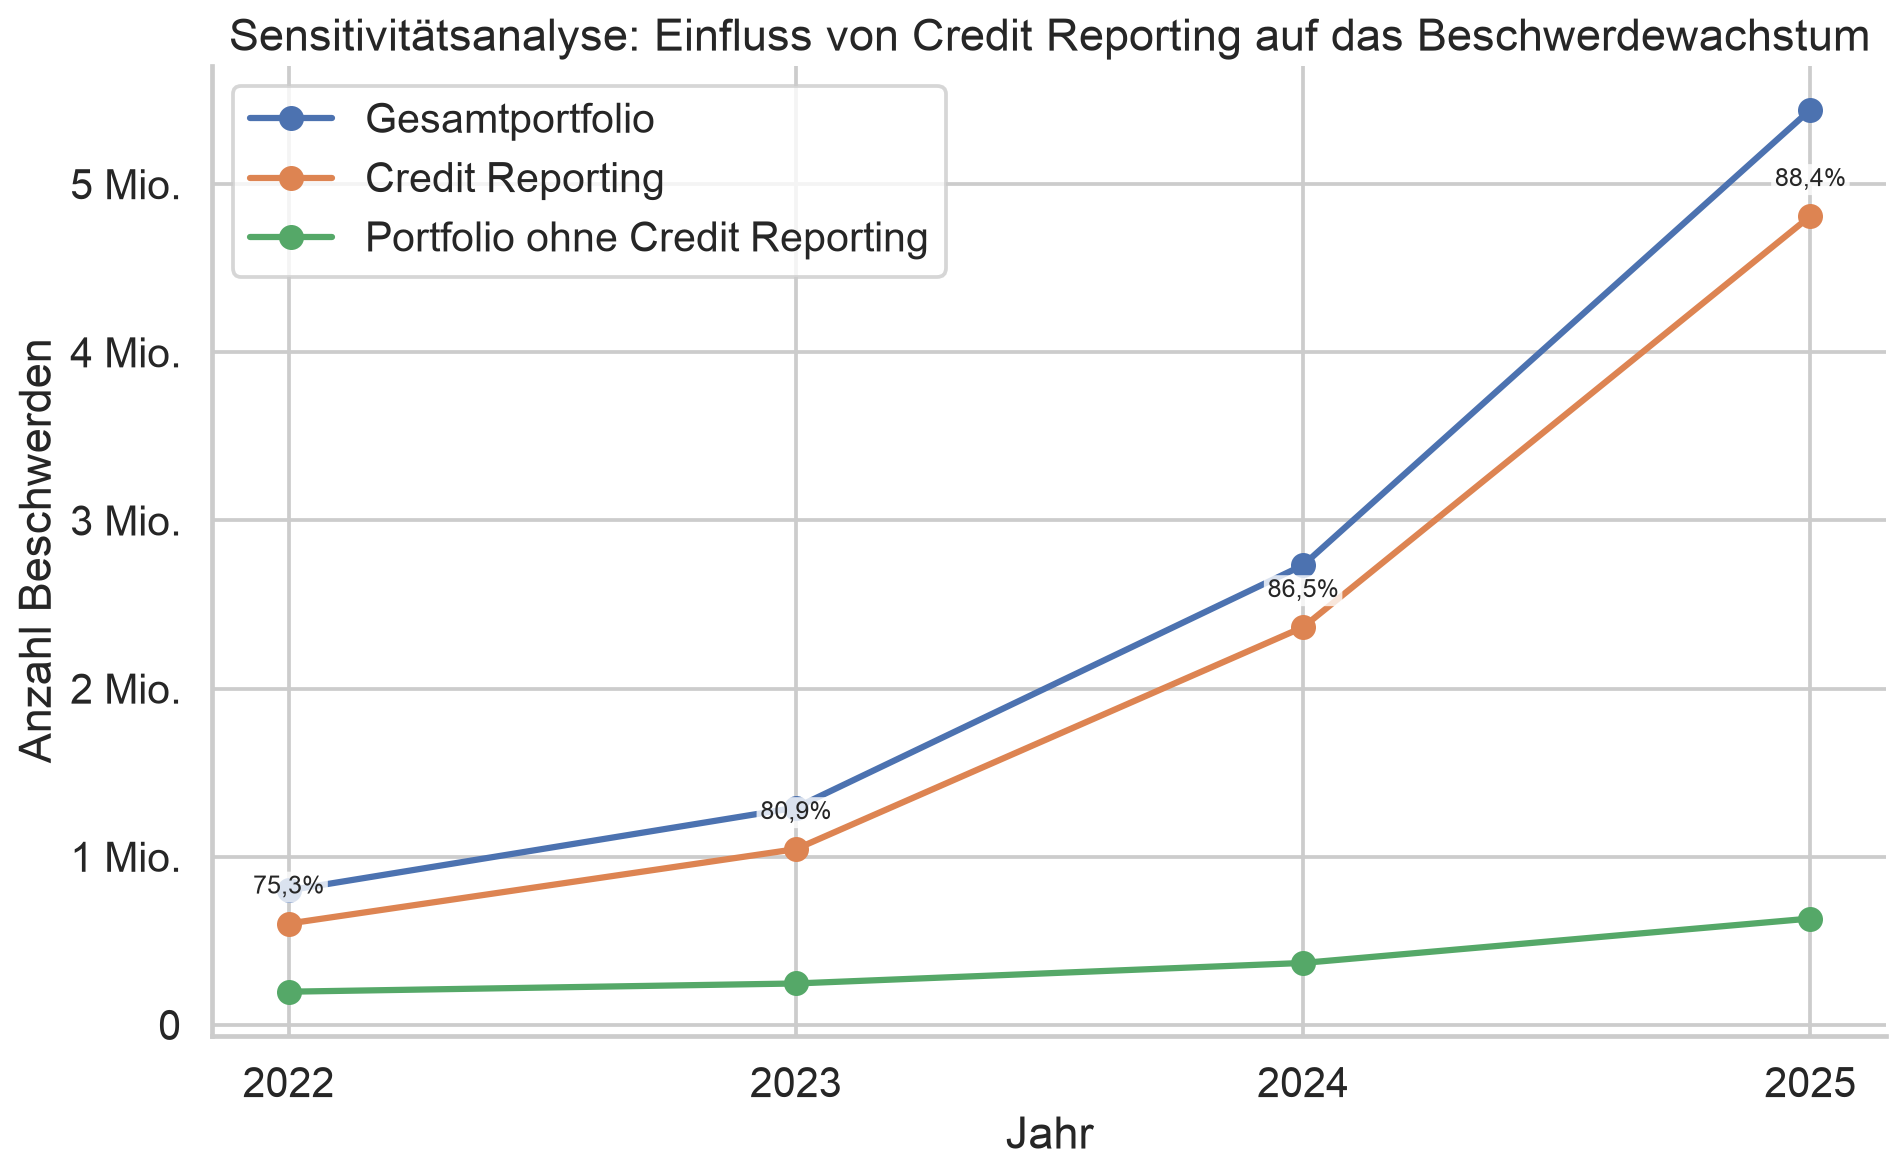 Sensitivitätsanalyse: Einfluss von Credit Reporting auf das Beschwerdewachstum
Gesamtportfolio
Credit Reporting
Portfolio ohne Credit Reporting
Anzahl Beschwerden
5 Mio.
4 Mio.
3 Mio.
2 Mio.
1 Mio.
0
75,3%
80,9%
86,5%
88,4%
2022
2023
2024
2025
Jahr